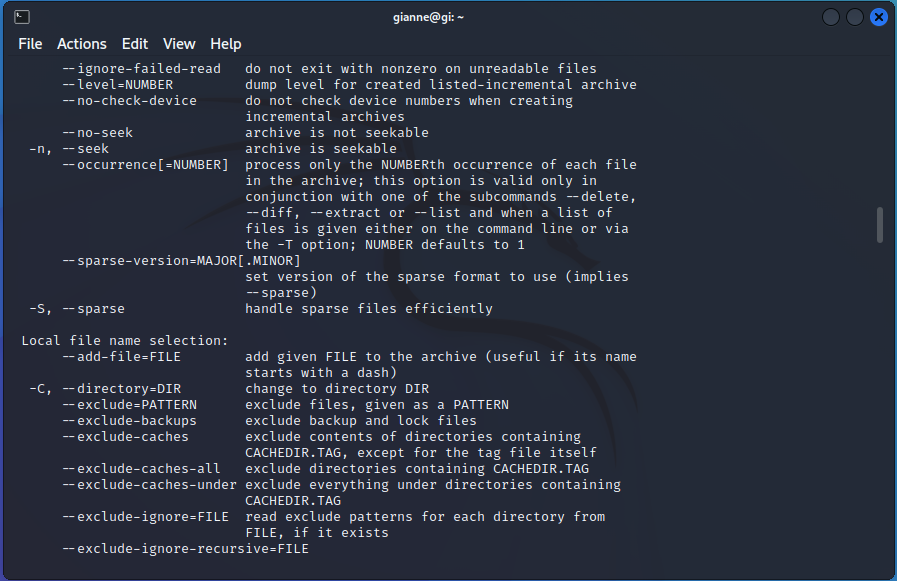 gianne@gi: ~
File Actions Edit View Help
--ignore-failed-read do not exit with nonzero on unreadable files
--level=NUMBER dump level for created listed-incremental archive
--no-check-device do not check device numbers when creating
incremental archives
--no-seek archive is not seekable
-n, --seek archive is seekable
--occurrence[=NUMBER] process only the NUMBERth occurrence of each file
in the archive; this option is valid only in
conjunction with one of the subcommands --delete,
--diff, --extract or --list and when a list of
files is given either on the command line or via
the -T option; NUMBER defaults to 1
--sparse-version=MAJOR[.MINOR]
set version of the sparse format to use (implies
--sparse)
-S, --sparse handle sparse files efficiently
Local file name selection:
--add-file=FILE add given FILE to the archive (useful if its name
starts with a dash)
-C, --directory=DIR change to directory DIR
--exclude=PATTERN exclude files, given as a PATTERN
--exclude-backups exclude backup and lock files
--exclude-caches exclude contents of directories containing
CACHEDIR.TAG, except for the tag file itself
--exclude-caches-all exclude directories containing CACHEDIR.TAG
--exclude-caches-under exclude everything under directories containing
CACHEDIR.TAG
--exclude-ignore=FILE read exclude patterns for each directory from
FILE, if it exists
--exclude-ignore-recursive=FILE